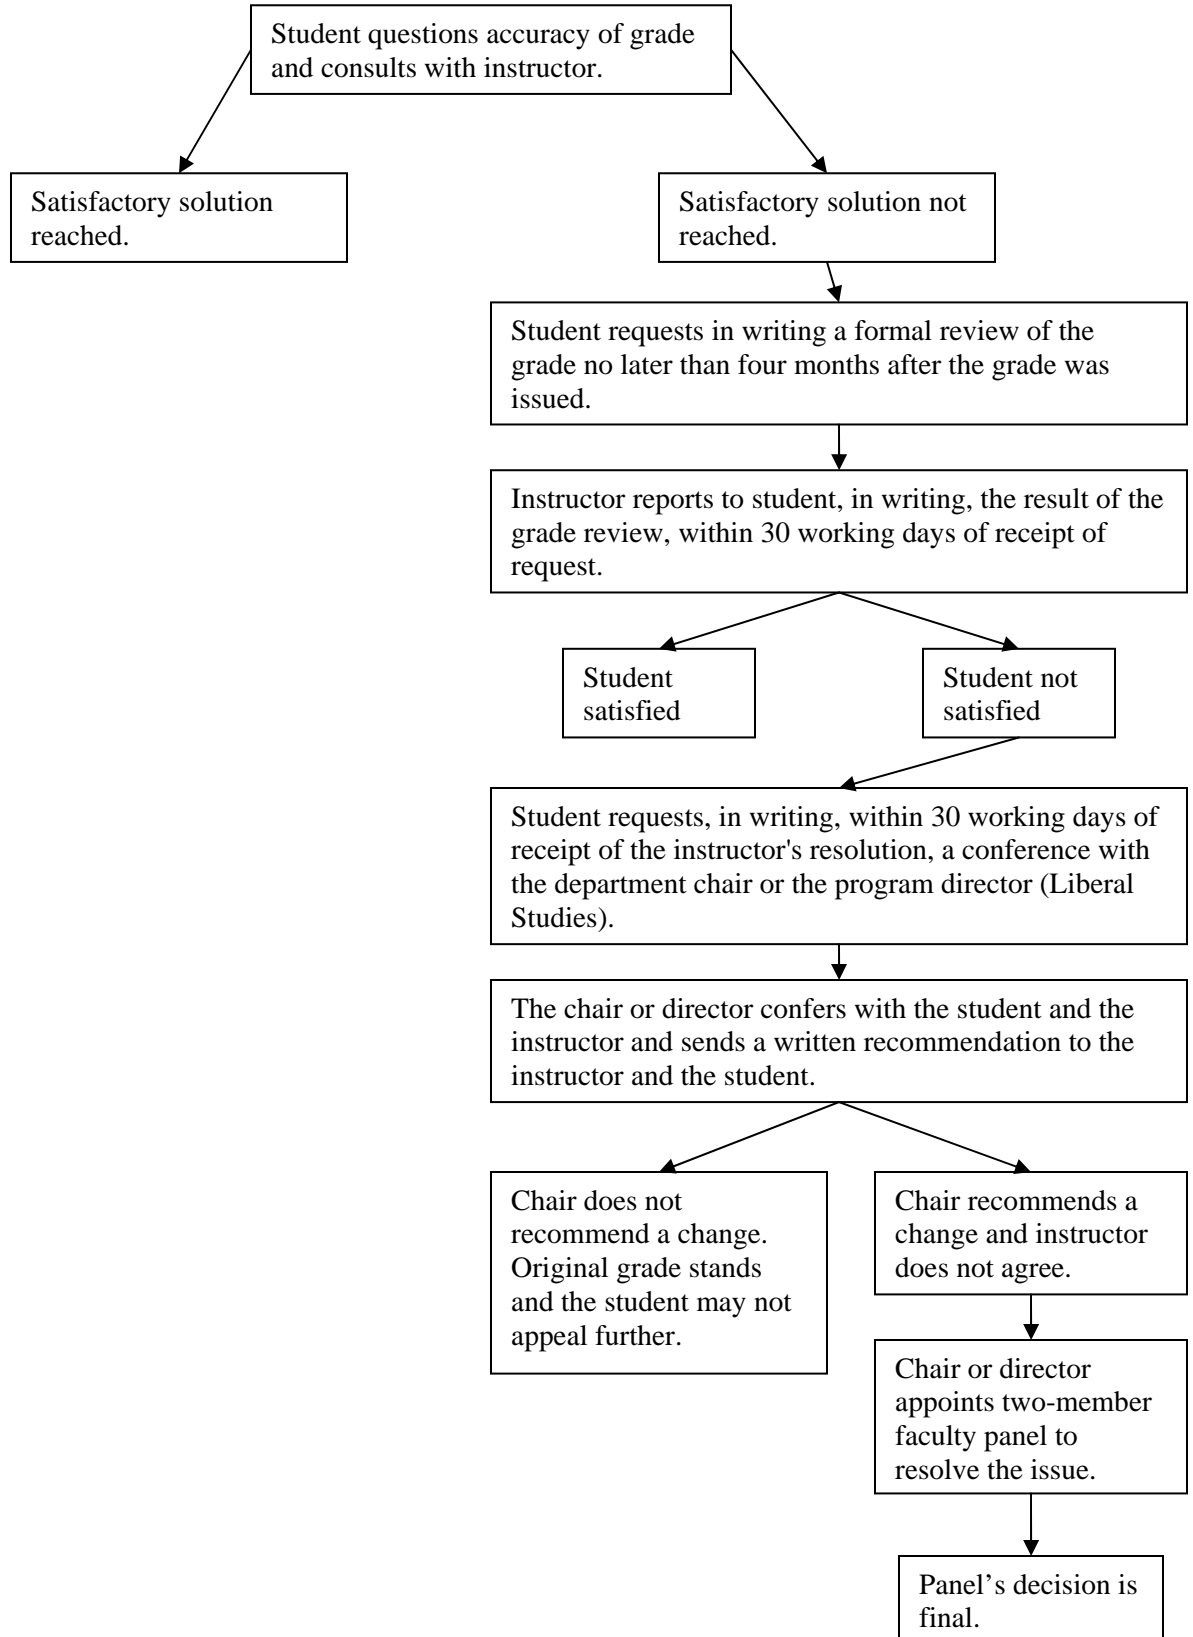 Student questions accuracy of grade
and consults with instructor.
Satisfactory solution
reached.
Satisfactory solution not
reached.
Student requests in writing a formal review of the
grade no later than four months after the grade was
issued.
Instructor reports to student, in writing, the result of the
grade review, within 30 working days of receipt of
request.
Student
satisfied
Student not
satisfied
Student requests, in writing, within 30 working days of
receipt of the instructor's resolution, a conference with
the department chair or the program director (Liberal
Studies).
The chair or director confers with the student and the
instructor and sends a written recommendation to the
instructor and the student.
Chair does not
recommend a change.
Original grade stands
and the student may not
appeal further.
Chair recommends a
change and instructor
does not agree.
Chair or director
appoints two-member
faculty panel to
resolve the issue.
Panel’s decision is
final.